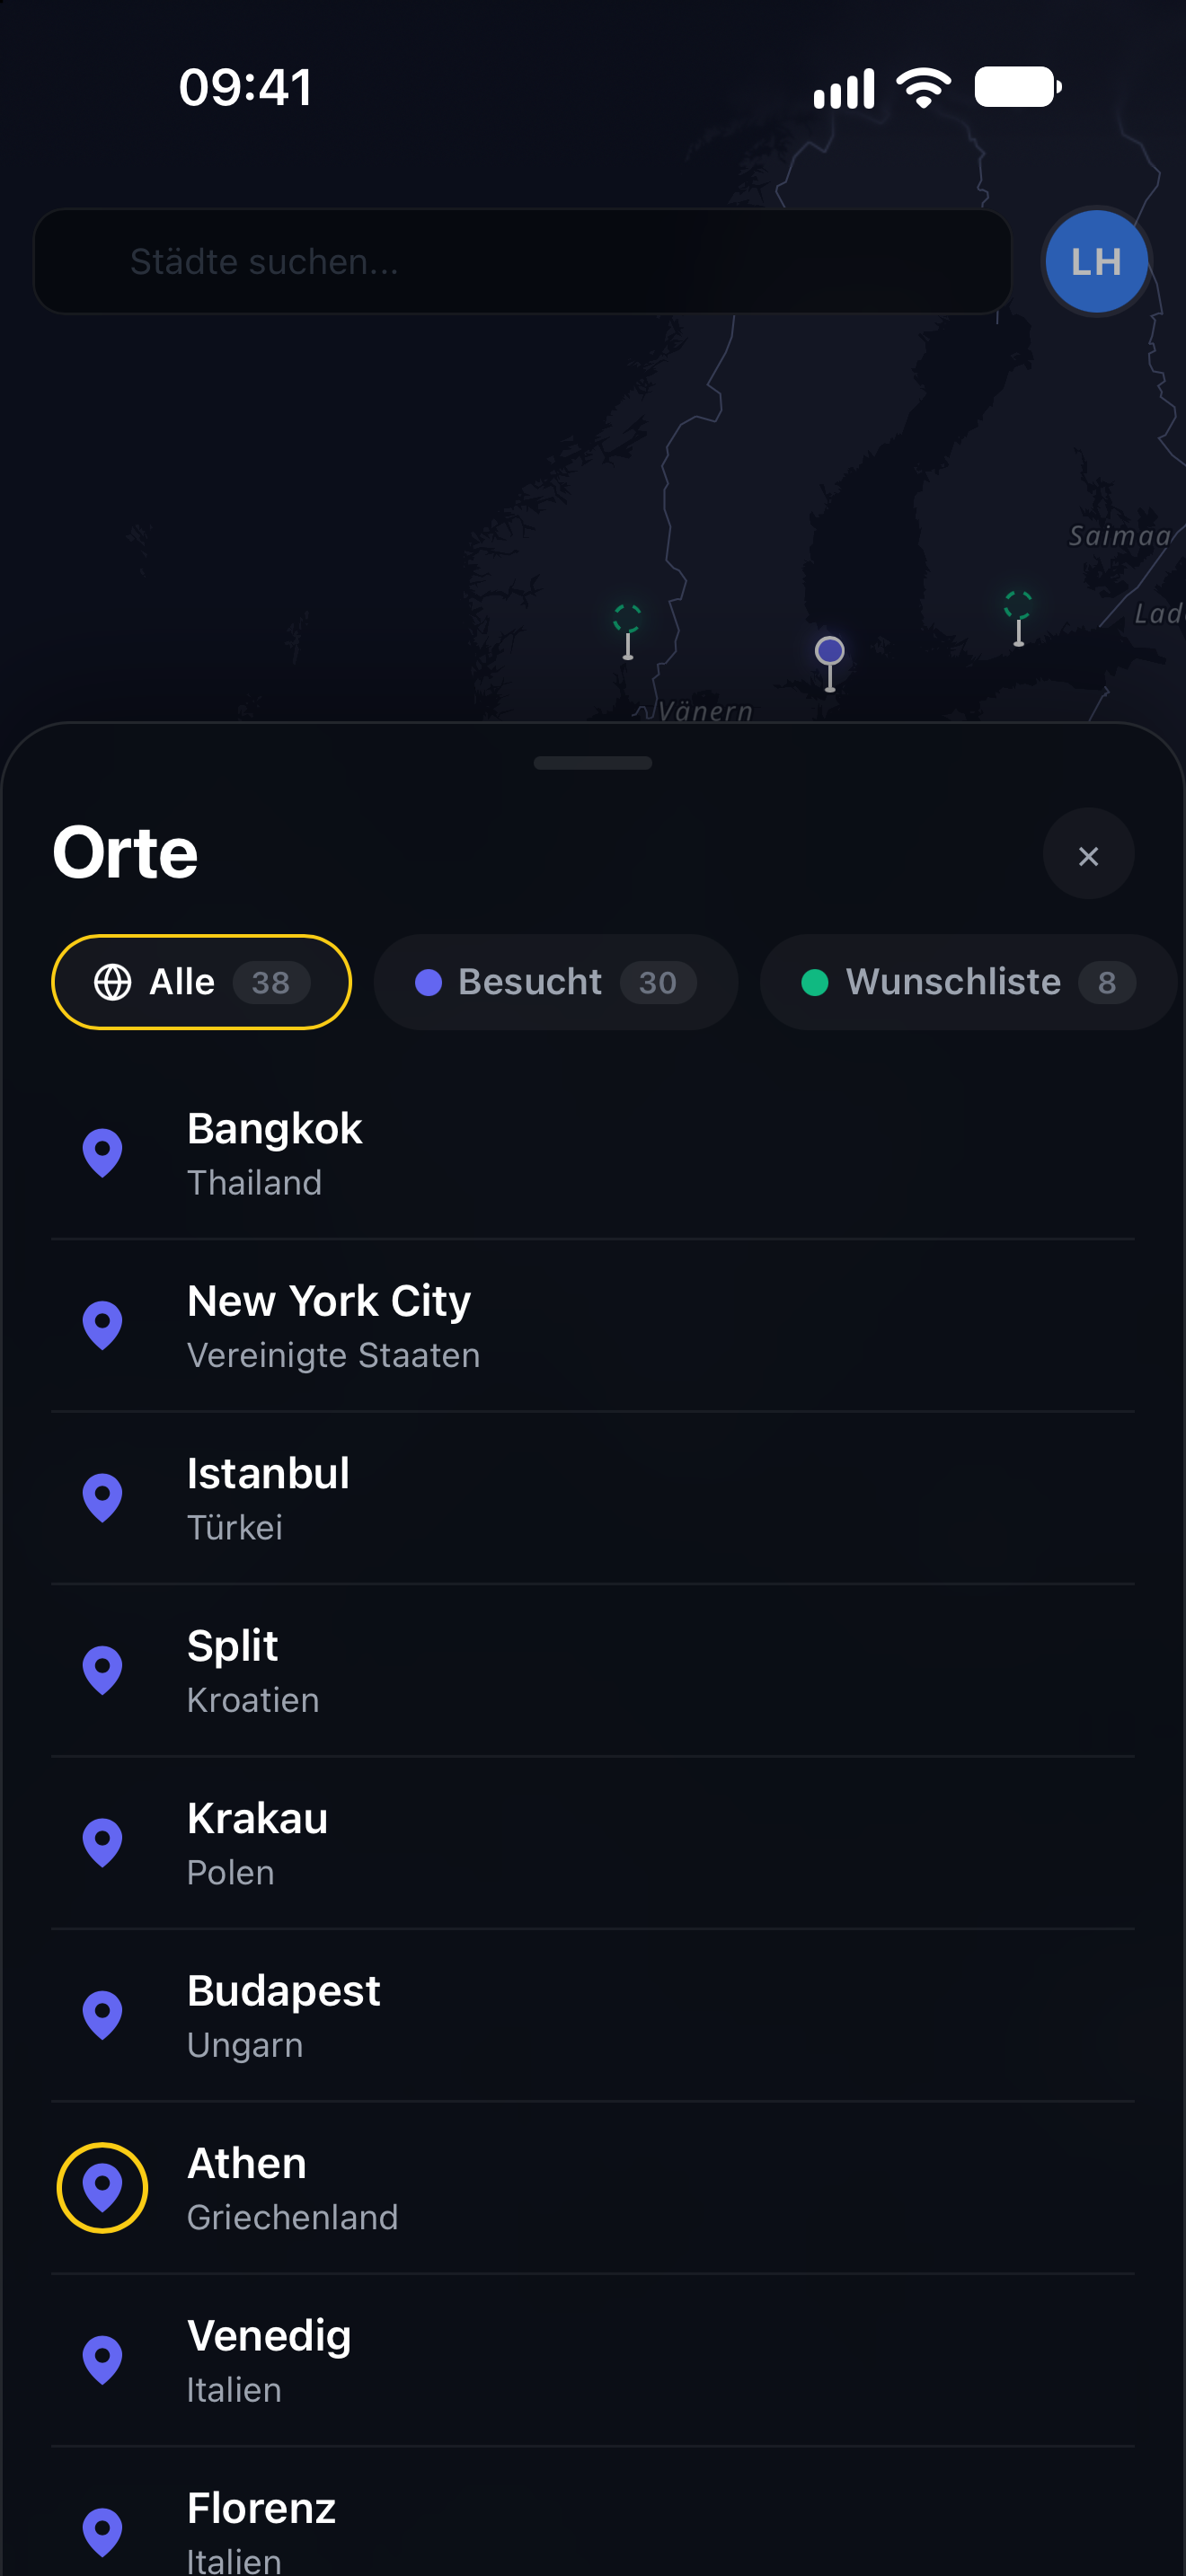 09:41
Städte suchen...
LH
Saimaa
Lad
Vänern
Orte
Alle 38
Besucht 30
Wunschliste 8
Bangkok
Thailand
New York City
Vereinigte Staaten
Istanbul
Türkei
Split
Kroatien
Krakau
Polen
Budapest
Ungarn
Athen
Griechenland
Venedig
Italien
Florenz
Italien